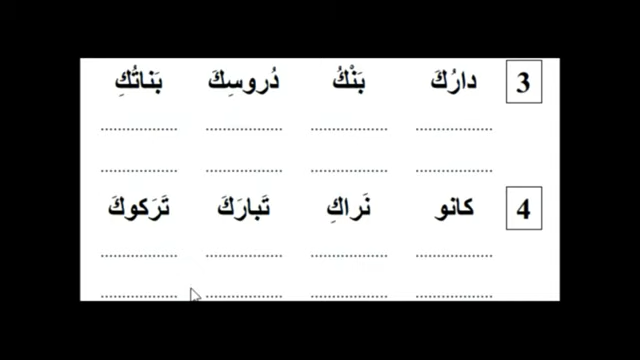 3 دارُكَ بَنْكُ دُروسِكَ بَناتُكِ
4 كانو نَراكِ تَبارَكَ تَرَكوكَ